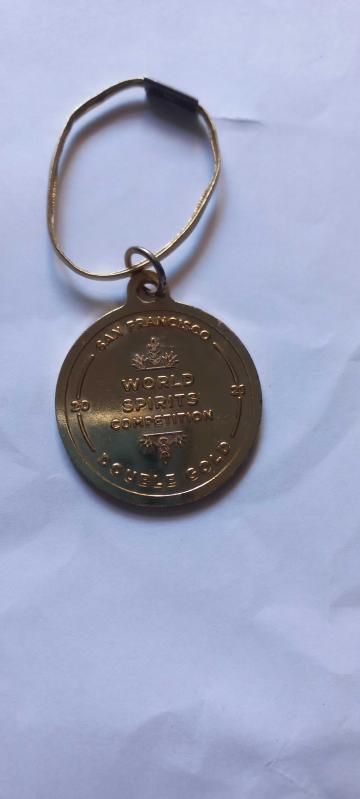 SAN FRANCISCO
WORLD
SPIRITS
COMPETITION
20
DOUBLE GOLD